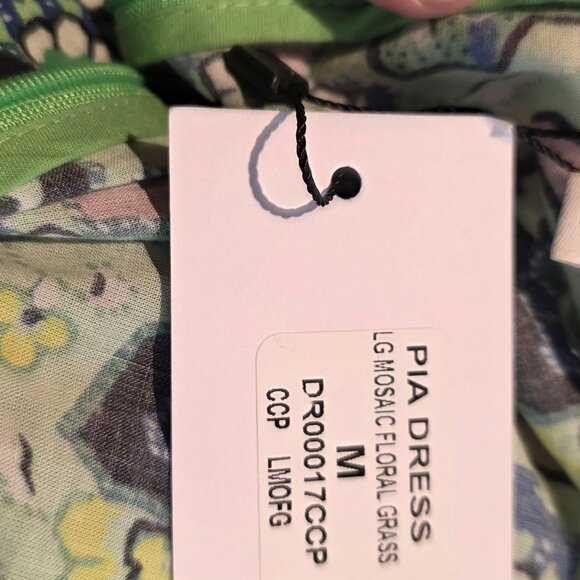 PIA DRESS
LG MOSAIC FLORAL GRASS
M
DR00017CCP
CCP LMOFG